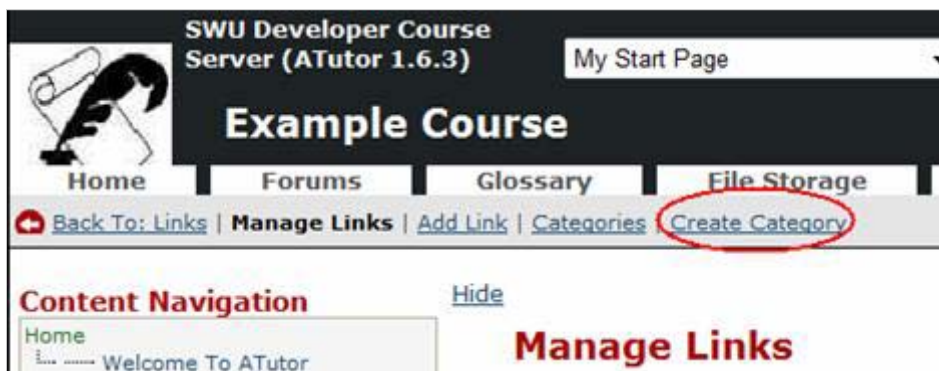 SWU Developer Course
Server (ATutor 1.6.3)
My Start Page
Example Course
Home Forums Glossary File Storage
Back To: Links | Manage Links | Add Link | Categories | Create Category
Content Navigation
Hide
Home
Welcome To ATutor
Manage Links